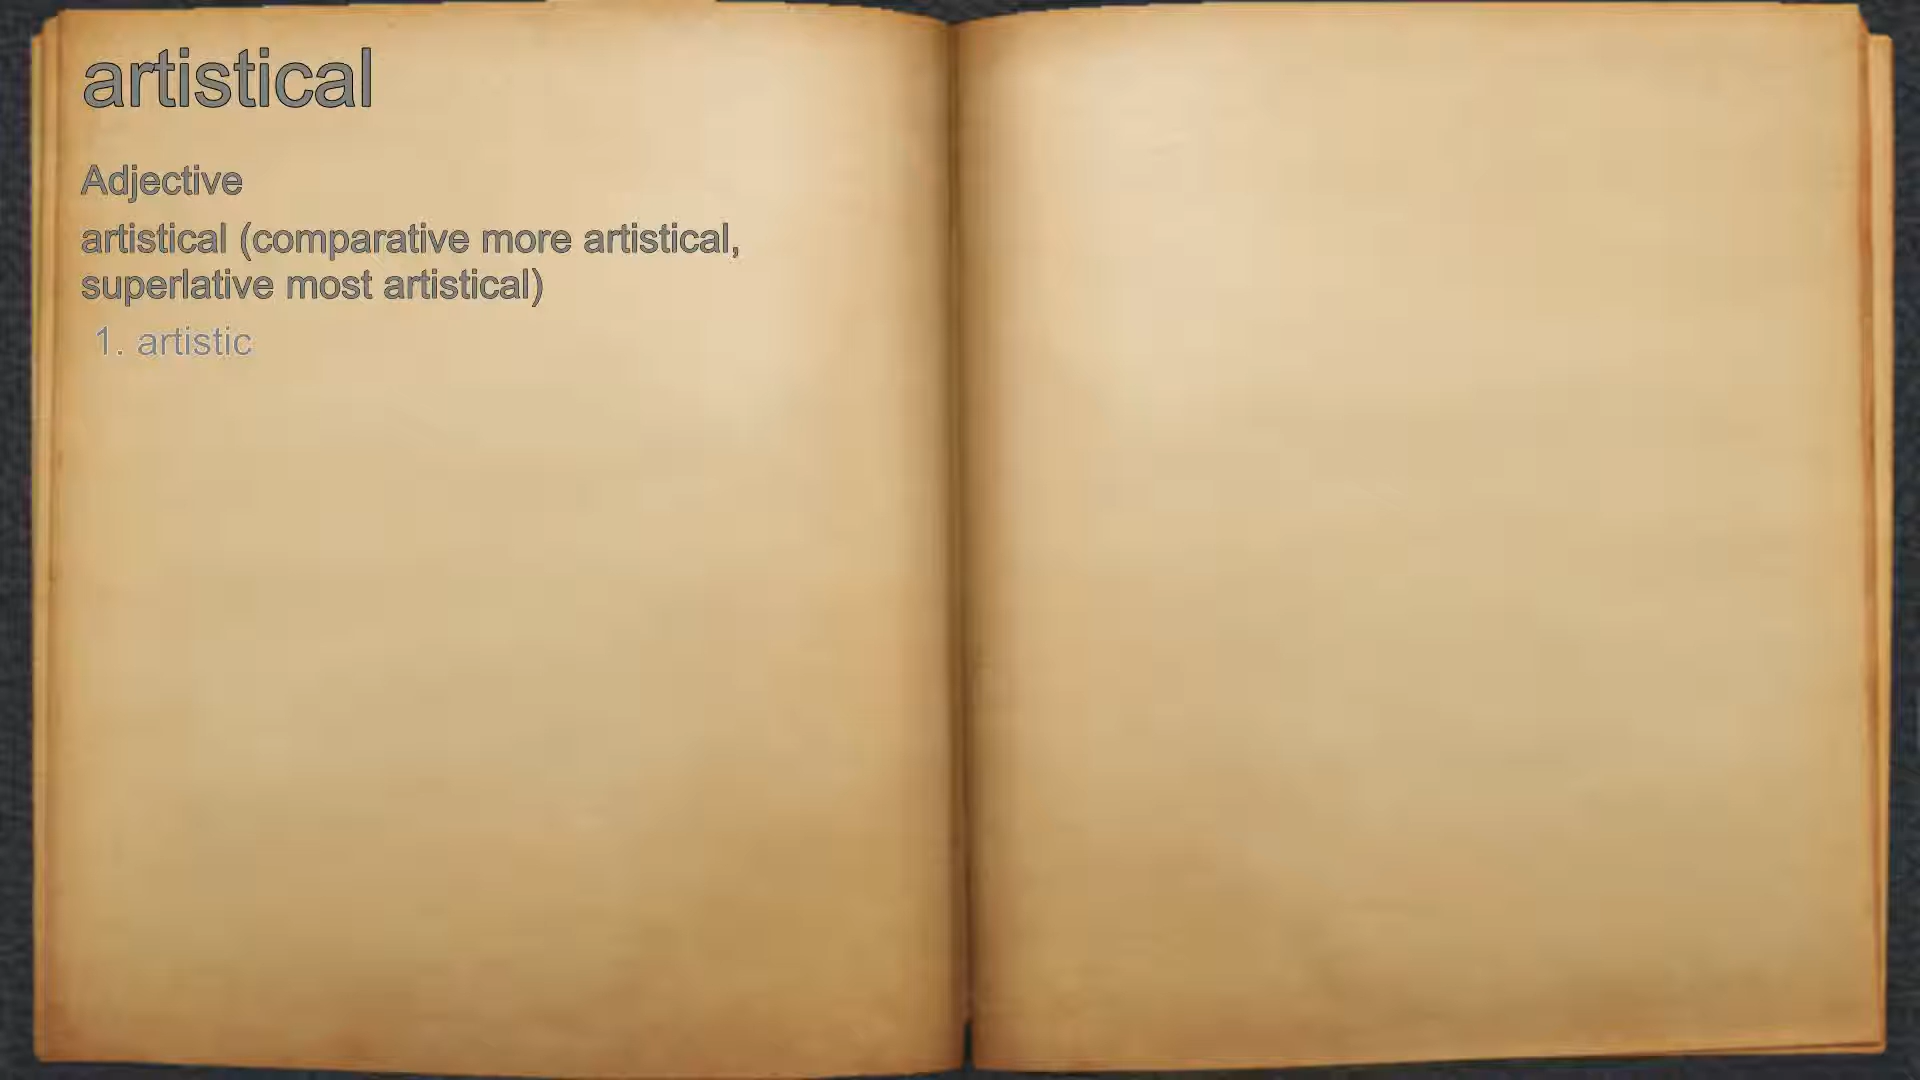 artistical
Adjective
artistical (comparative more artistical,
superlative most artistical)
1. artistic